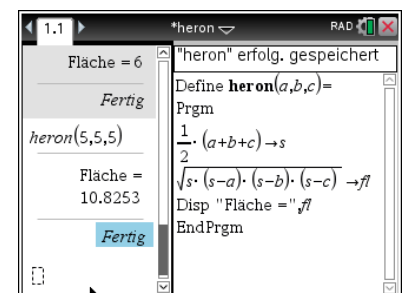 1.1 *heron RAD
Fläche =6
Fertig
heron(5,5,5)
Fläche =
10.8253
Fertig
"heron" erfolg. gespeichert
Define heron(a,b,c)=
Prgm
1/2·(a+b+c)→s
√(s·(s-a)·(s-b)·(s-c))→fl
Disp "Fläche =",fl
EndPrgm